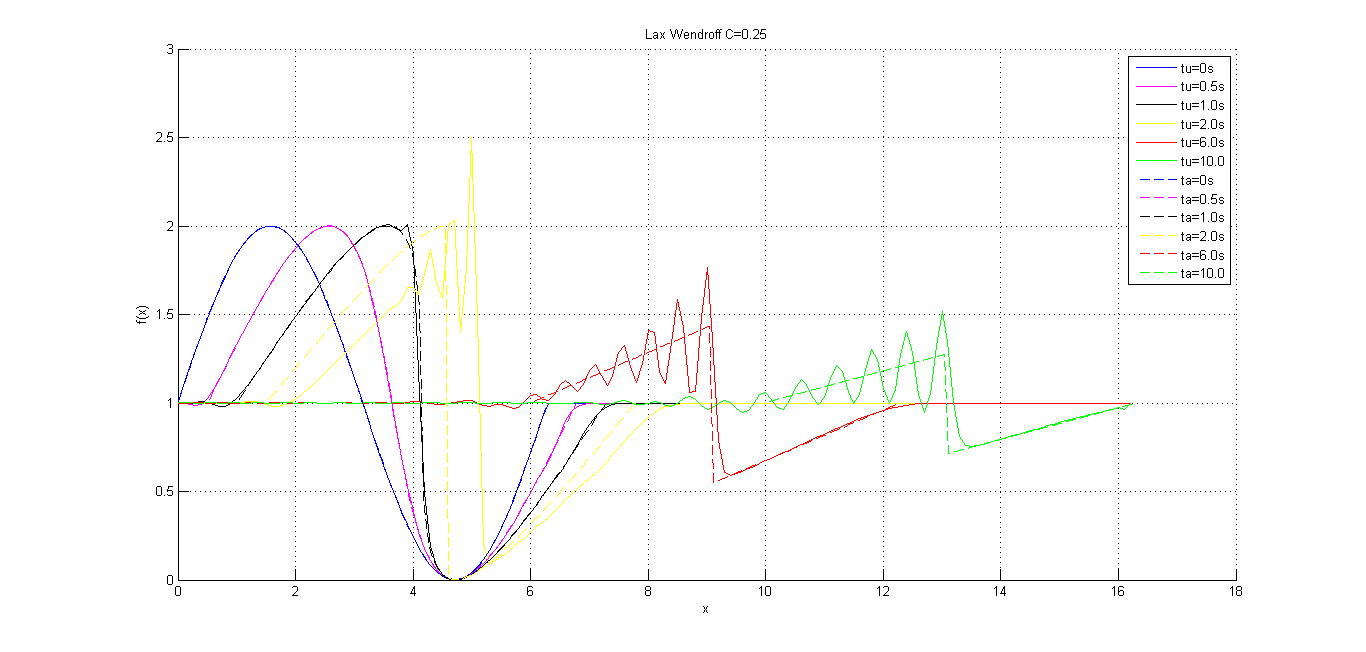 Lax Wendroff C=0.25
3
2.5
2
1.5
1
0.5
0
f(x)
0 2 4 6 8 10 12 14 16 18
x
tu=0s
tu=0.5s
tu=1.0s
tu=2.0s
tu=6.0s
tu=10.0
ta=0s
ta=0.5s
ta=1.0s
ta=2.0s
ta=6.0s
ta=10.0